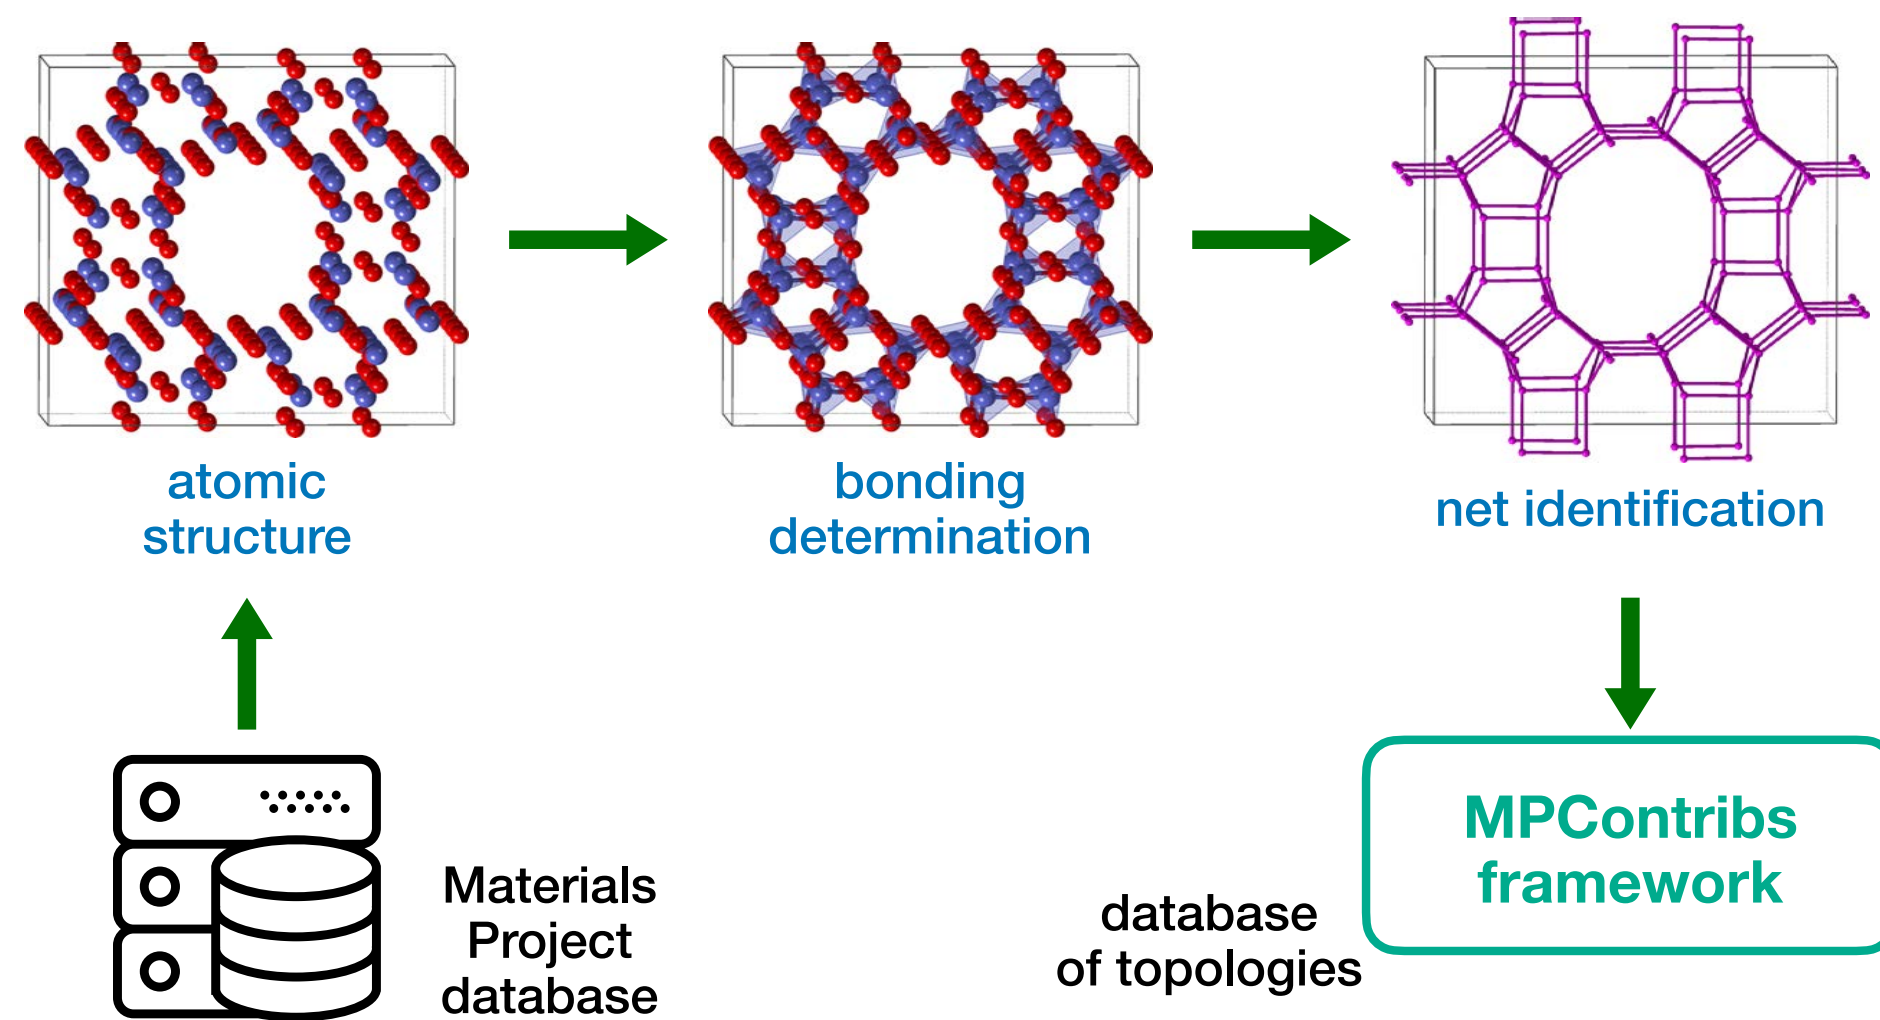 atomic
structure
bonding
determination
net identification
Materials
Project
database
database
of topologies
MPContribs
framework